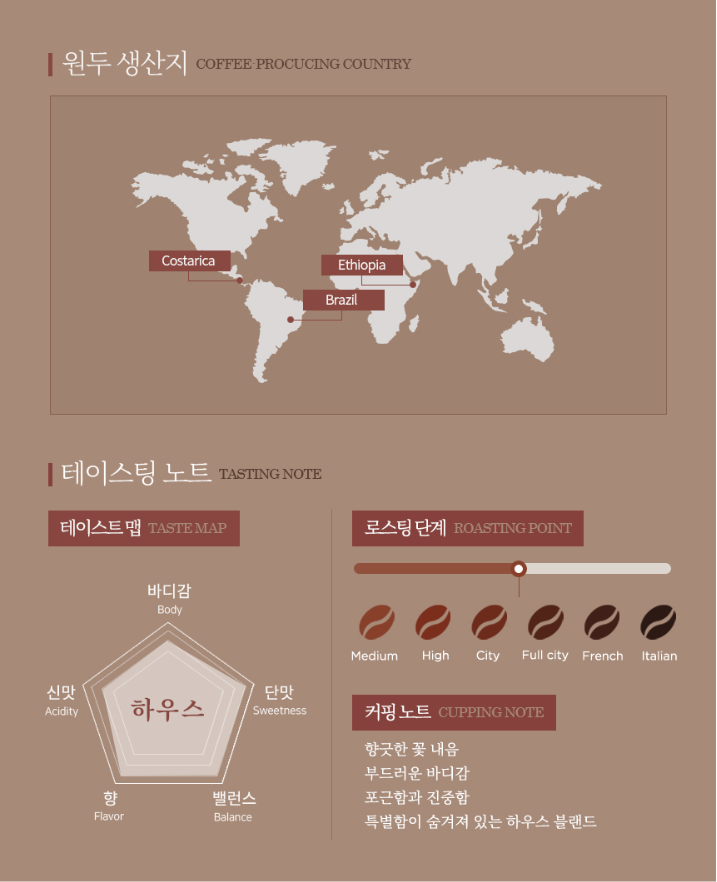 원두 생산지 COFFEE-PROCUCING COUNTRY
Costarica
Ethiopia
Brazil
테이스팅 노트 TASTING NOTE
테이스트 맵 TASTE MAP
바디감
Body
신맛
Acidity
단맛
Sweetness
하우스
향
Flavor
밸런스
Balance
로스팅 단계 ROASTING POINT
Medium High City Full city French Italian
커핑 노트 CUPPING NOTE
향긋한 꽃 내음
부드러운 바디감
포근함과 진중함
특별함이 숨겨져 있는 하우스 블랜드